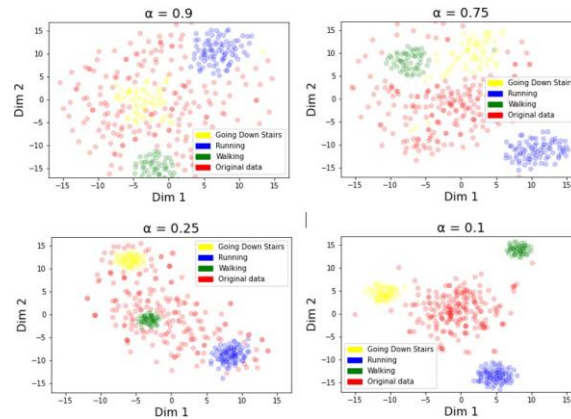 α = 0.9
15
10
5
0
−5
−10
−15
Dim 2
−15 −10 −5 0 5 10 15
Dim 1
Going Down Stairs
Running
Walking
Original data
α = 0.75
15
10
5
0
−5
−10
−15
Dim 2
−15 −10 −5 0 5 10 15
Dim 1
Going Down Stairs
Running
Walking
Original data
α = 0.25
15
10
5
0
−5
−10
−15
Dim 2
−15 −10 −5 0 5 10 15
Dim 1
Going Down Stairs
Running
Walking
Original data
α = 0.1
15
10
5
0
−5
−10
−15
Dim 2
−15 −10 −5 0 5 10 15
Dim 1
Going Down Stairs
Running
Walking
Original data